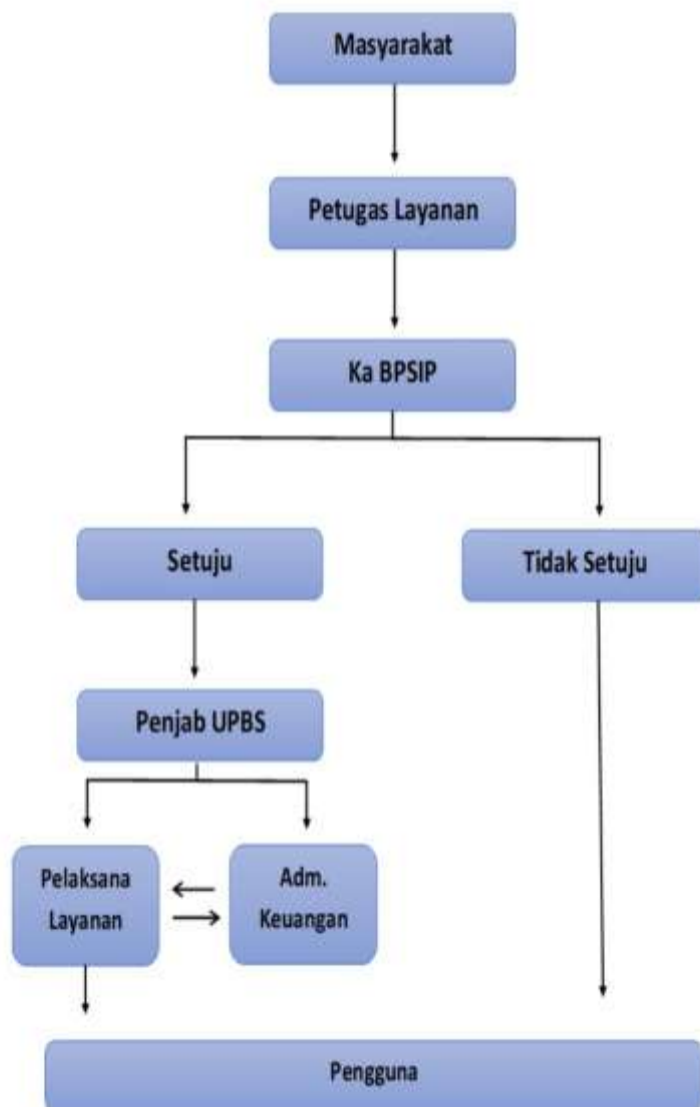 Masyarakat
Petugas Layanan
Ka BPSIP
Setuju
Tidak Setuju
Penjab UPBS
Pelaksana
Layanan
Adm.
Keuangan
Pengguna